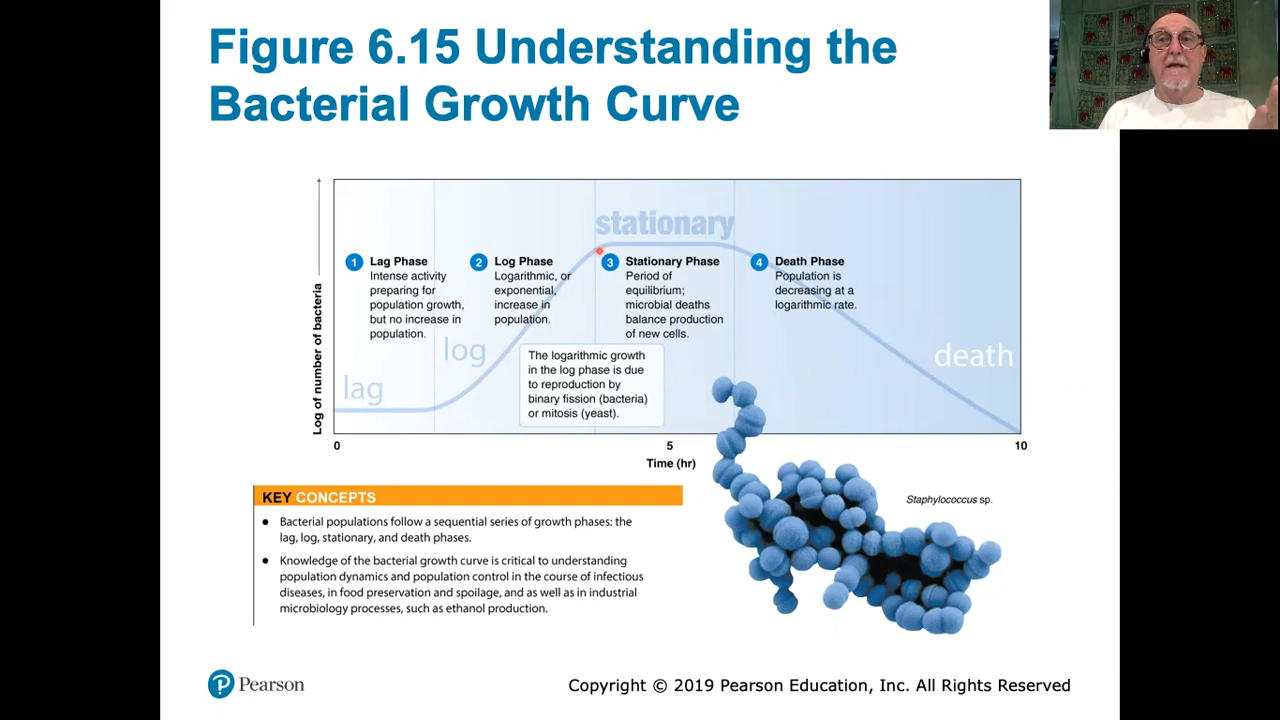 Figure 6.15 Understanding the
Bacterial Growth Curve
stationary
1 Lag Phase
Intense activity
preparing for
population growth,
but no increase in
population.
2 Log Phase
Logarithmic, or
exponential,
increase in
population.
3 Stationary Phase
Period of
equilibrium;
microbial deaths
balance production
of new cells.
4 Death Phase
Population is
decreasing at a
logarithmic rate.
Log of number of bacteria
lag
log
The logarithmic growth
in the log phase is due
to reproduction by
binary fission (bacteria)
or mitosis (yeast).
death
0
5
10
Time (hr)
KEY CONCEPTS
Staphylococcus sp.
● Bacterial populations follow a sequential series of growth phases: the
lag, log, stationary, and death phases.
● Knowledge of the bacterial growth curve is critical to understanding
population dynamics and population control in the course of infectious
diseases, in food preservation and spoilage, and as well as in industrial
microbiology processes, such as ethanol production.
P Pearson
Copyright © 2019 Pearson Education, Inc. All Rights Reserved